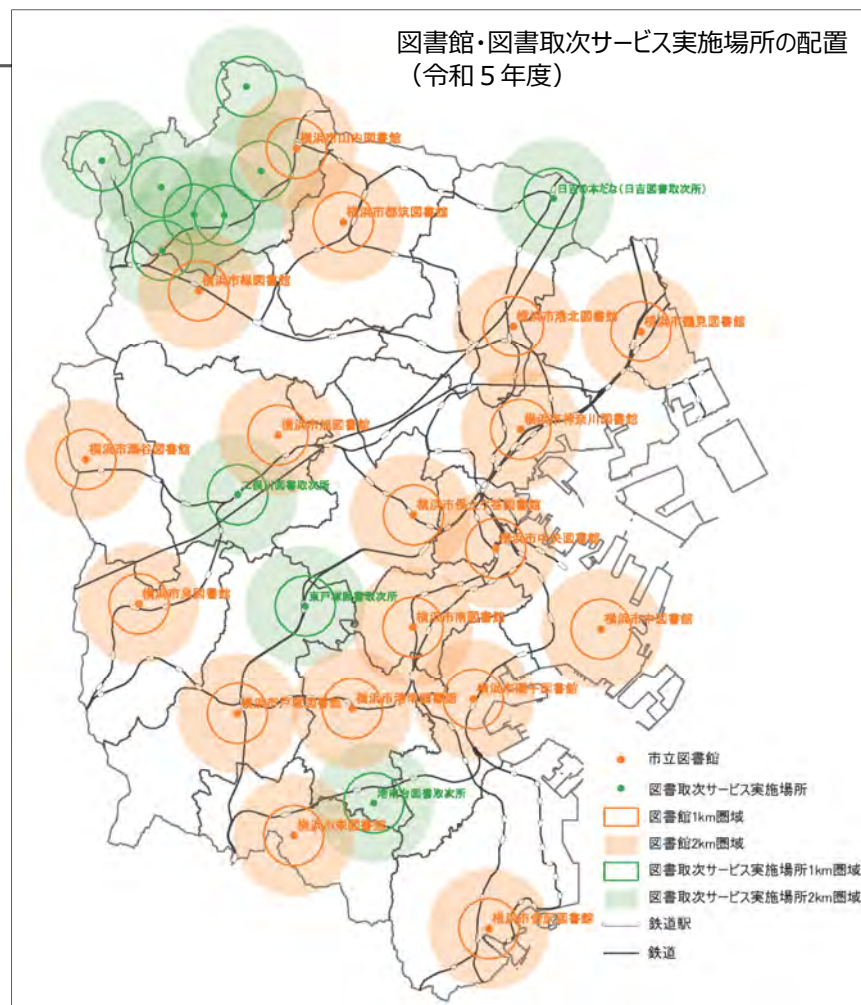 図書館・図書取次サービス実施場所の配置
（令和５年度）
横浜市山内図書館
日吉の本だな（日吉図書取次所）
横浜市都筑図書館
横浜市緑図書館
横浜市港北図書館
横浜市鶴見図書館
横浜市神奈川図書館
横浜市旭図書館
横浜市瀬谷図書館
二俣川図書取次所
横浜市保土ケ谷図書館
横浜市中央図書館
横浜市泉図書館
東戸塚図書取次所
横浜市南図書館
横浜市中図書館
横浜市戸塚図書館
横浜市港南図書館
横浜市磯子図書館
港南台図書取次所
横浜市栄図書館
横浜市金沢図書館
市立図書館
図書取次サービス実施場所
図書館1km圏域
図書館2km圏域
図書取次サービス実施場所1km圏域
図書取次サービス実施場所2km圏域
鉄道駅
鉄道